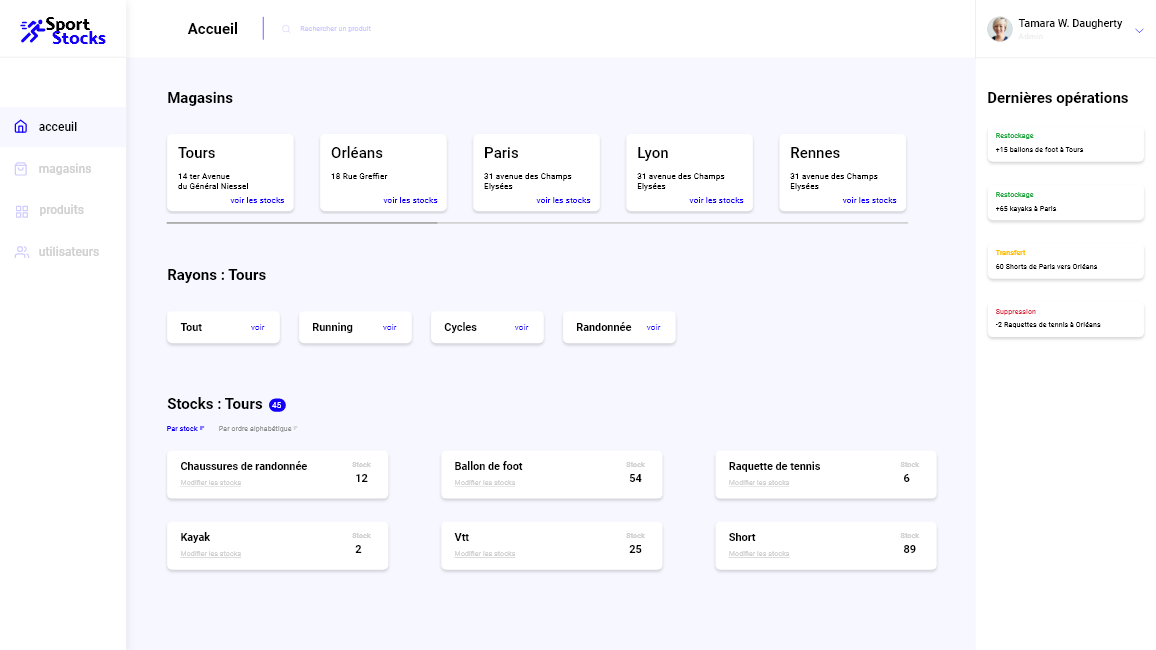 Sport
Stocks
Accueil
Rechercher un produit
Tamara W. Daugherty
Admin
acceuil
magasins
produits
utilisateurs
Magasins
Tours
14 ter Avenue
du Général Niessel
voir les stocks
Orléans
18 Rue Greffier
voir les stocks
Paris
31 avenue des Champs
Elysées
voir les stocks
Lyon
31 avenue des Champs
Elysées
voir les stocks
Rennes
31 avenue des Champs
Elysées
voir les stocks
Rayons : Tours
Tout voir
Running voir
Cycles voir
Randonnée voir
Stocks : Tours 45
Par stock Par ordre alphabétique
Chaussures de randonnée
Modifier les stocks
Stock
12
Ballon de foot
Modifier les stocks
Stock
54
Raquette de tennis
Modifier les stocks
Stock
6
Kayak
Modifier les stocks
Stock
2
Vtt
Modifier les stocks
Stock
25
Short
Modifier les stocks
Stock
89
Dernières opérations
Restockage
+15 ballons de foot à Tours
Restockage
+65 kayaks à Paris
Transfert
60 Shorts de Paris vers Orléans
Suppression
-2 Raquettes de tennis à Orléans